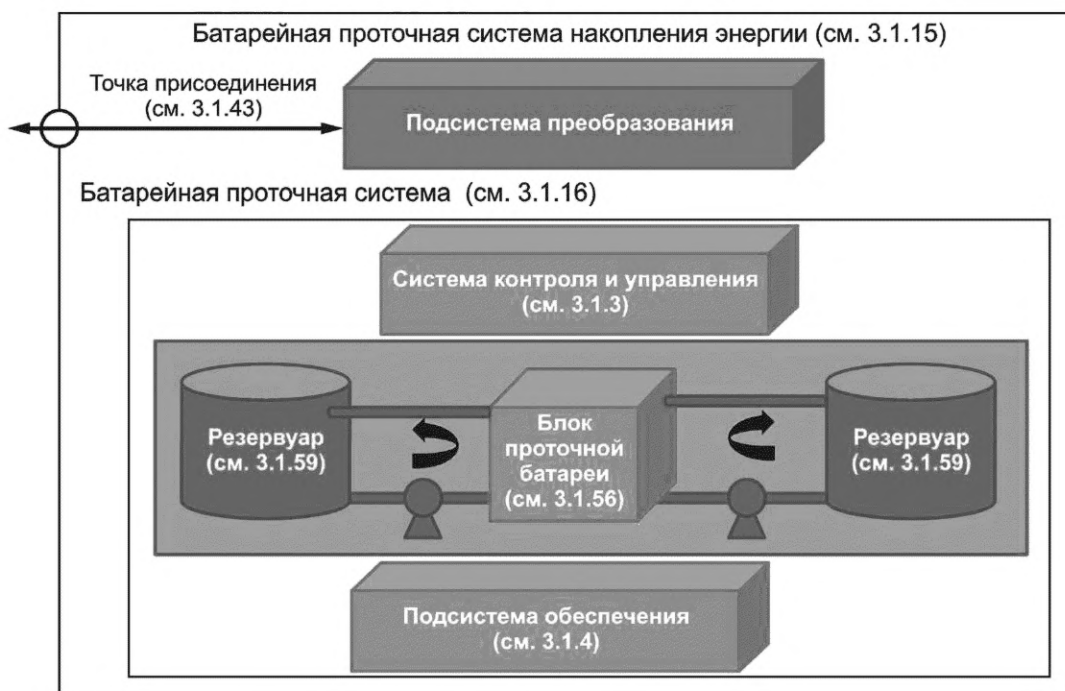 Батарейная проточная система накопления энергии (см. 3.1.15)
Точка присоединения
(см. 3.1.43)
Подсистема преобразования
Батарейная проточная система (см. 3.1.16)
Система контроля и управления
(см. 3.1.3)
Резервуар
(см. 3.1.59)
Блок
проточной
батареи
(см. 3.1.56)
Резервуар
(см. 3.1.59)
Подсистема обеспечения
(см. 3.1.4)